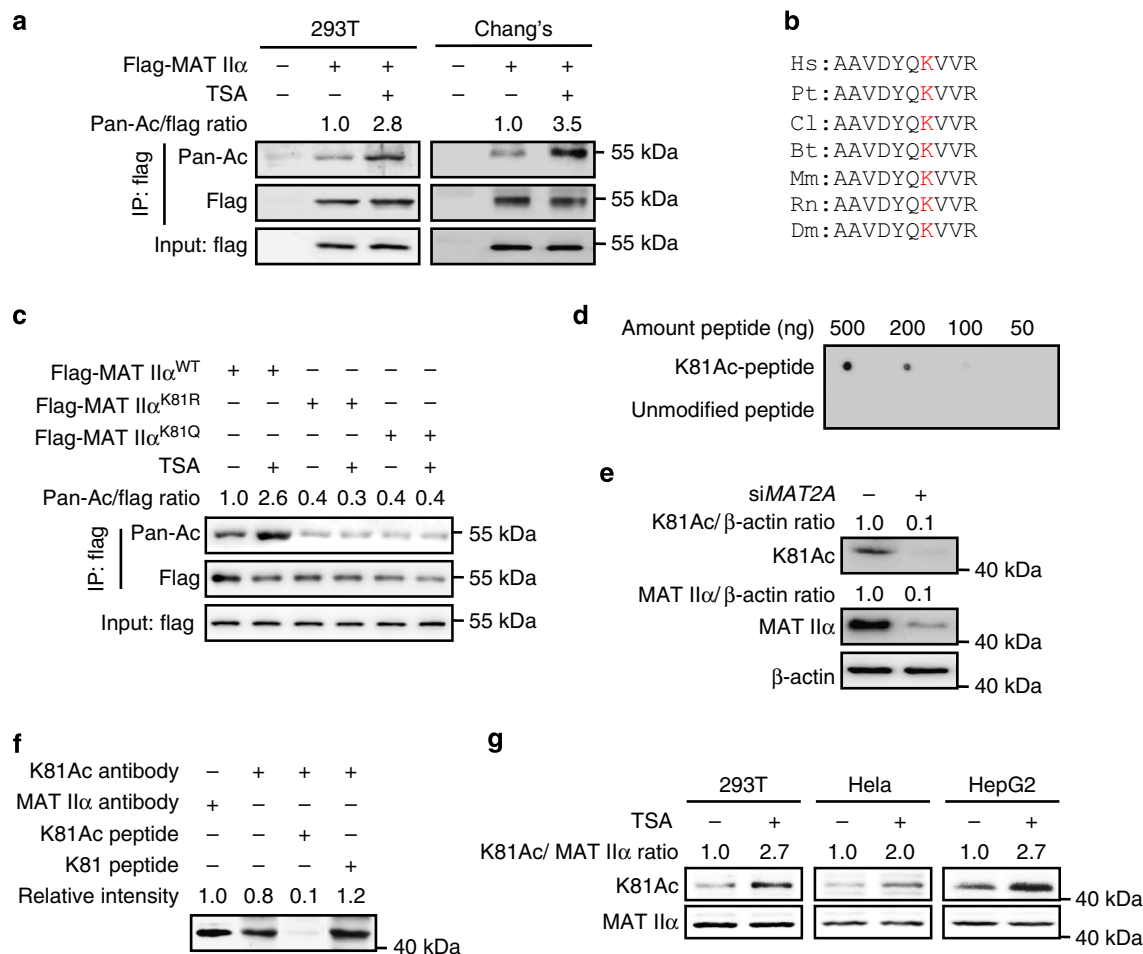 a
293T Chang's
Flag-MAT IIα – + + – + +
TSA – – + – – +
Pan-Ac/flag ratio 1.0 2.8 1.0 3.5
IP: flag
Pan-Ac 55 kDa
Flag 55 kDa
Input: flag 55 kDa
b
Hs:AAVDYQKVVR
Pt:AAVDYQKVVR
Cl:AAVDYQKVVR
Bt:AAVDYQKVVR
Mm:AAVDYQKVVR
Rn:AAVDYQKVVR
Dm:AAVDYQKVVR
c
Flag-MAT IIα^WT + + – – – –
Flag-MAT IIα^K81R – – + + – –
Flag-MAT IIα^K81Q – – – – + +
TSA – + – + – +
Pan-Ac/flag ratio 1.0 2.6 0.4 0.3 0.4 0.4
IP: flag
Pan-Ac 55 kDa
Flag 55 kDa
Input: flag 55 kDa
d
Amount peptide (ng) 500 200 100 50
K81Ac-peptide
Unmodified peptide
e
siMAT2A – +
K81Ac/ β-actin ratio 1.0 0.1
K81Ac 40 kDa
MAT IIα/ β-actin ratio 1.0 0.1
MAT IIα 40 kDa
β-actin 40 kDa
f
K81Ac antibody – + + +
MAT IIα antibody + – – –
K81Ac peptide – – + –
K81 peptide – – – +
Relative intensity 1.0 0.8 0.1 1.2
40 kDa
g
293T Hela HepG2
TSA – + – + – +
K81Ac/ MAT IIα ratio 1.0 2.7 1.0 2.0 1.0 2.7
K81Ac 40 kDa
MAT IIα 40 kDa